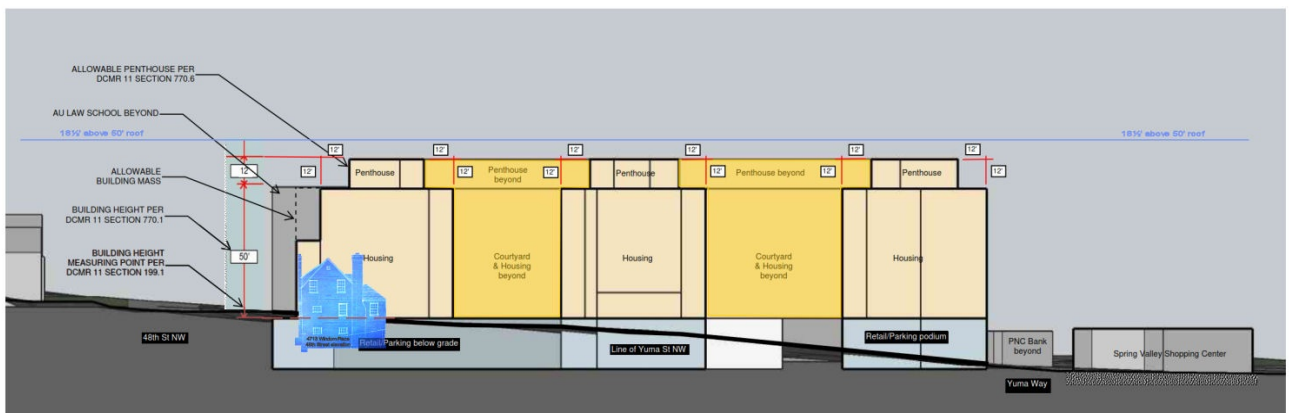 ALLOWABLE PENTHOUSE PER
DCMR 11 SECTION 770.6
AU LAW SCHOOL BEYOND
18½' above 50' roof
18½' above 50' roof
ALLOWABLE
BUILDING MASS
BUILDING HEIGHT PER
DCMR 11 SECTION 770.1
BUILDING HEIGHT
MEASURING POINT PER
DCMR 11 SECTION 199.1
12'
12'
12'
12'
12'
12'
12'
12'
12'
12'
12'
50'
Penthouse
Penthouse
beyond
Penthouse
Penthouse beyond
Penthouse
Housing
Courtyard
& Housing
beyond
Housing
Courtyard
& Housing
beyond
Housing
48th St NW
Retail/Parking below grade
Line of Yuma St NW
Retail/Parking podium
PNC Bank
beyond
Spring Valley Shopping Center
Yuma Way